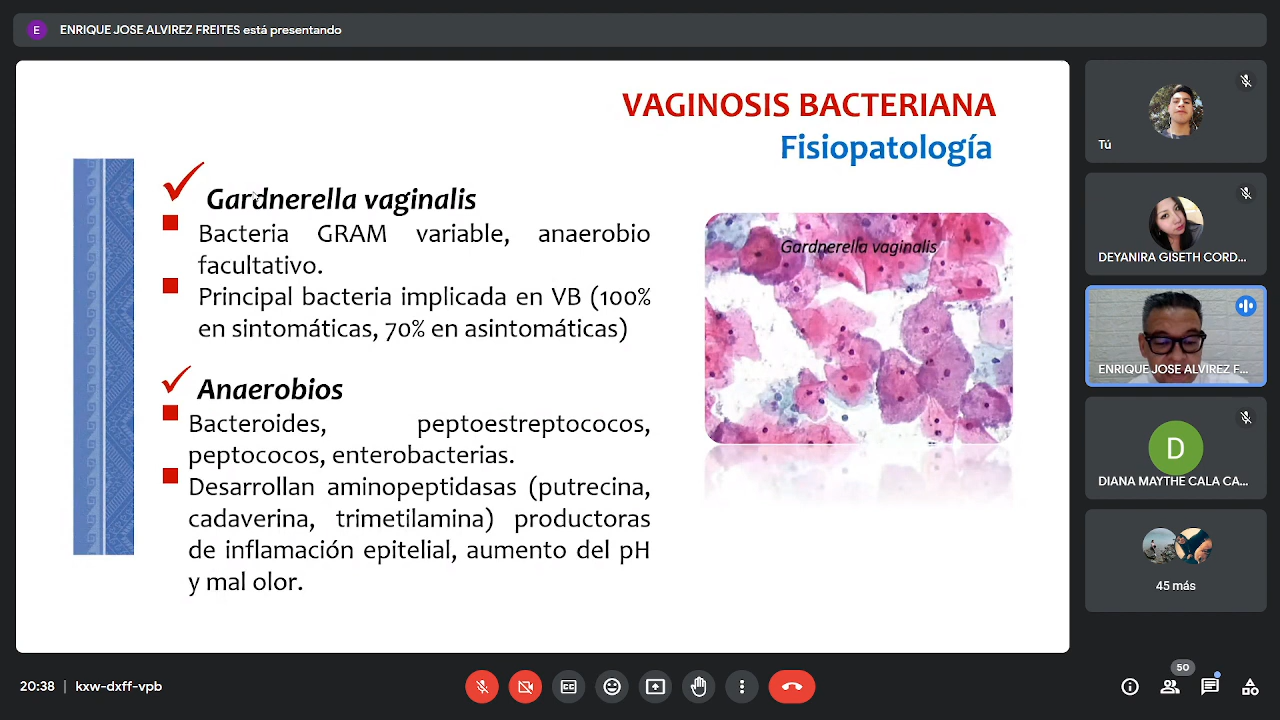 E
ENRIQUE JOSE ALVIREZ FREITES está presentando
VAGINOSIS BACTERIANA
Fisiopatología
Gardnerella vaginalis
Bacteria GRAM variable, anaerobio
facultativo.
Principal bacteria implicada en VB (100%
en sintomáticas, 70% en asintomáticas)
Anaerobios
Bacteroides, peptoestreptococos,
peptococos, enterobacterias.
Desarrollan aminopeptidasas (putrecina,
cadaverina, trimetilamina) productoras
de inflamación epitelial, aumento del pH
y mal olor.
Gardnerella vaginalis
Tú
DEYANIRA GISETH CORD...
ENRIQUE JOSE ALVIREZ F...
D
DIANA MAYTHE CALA CA...
45 más
20:38 | kxw-dxff-vpb
50